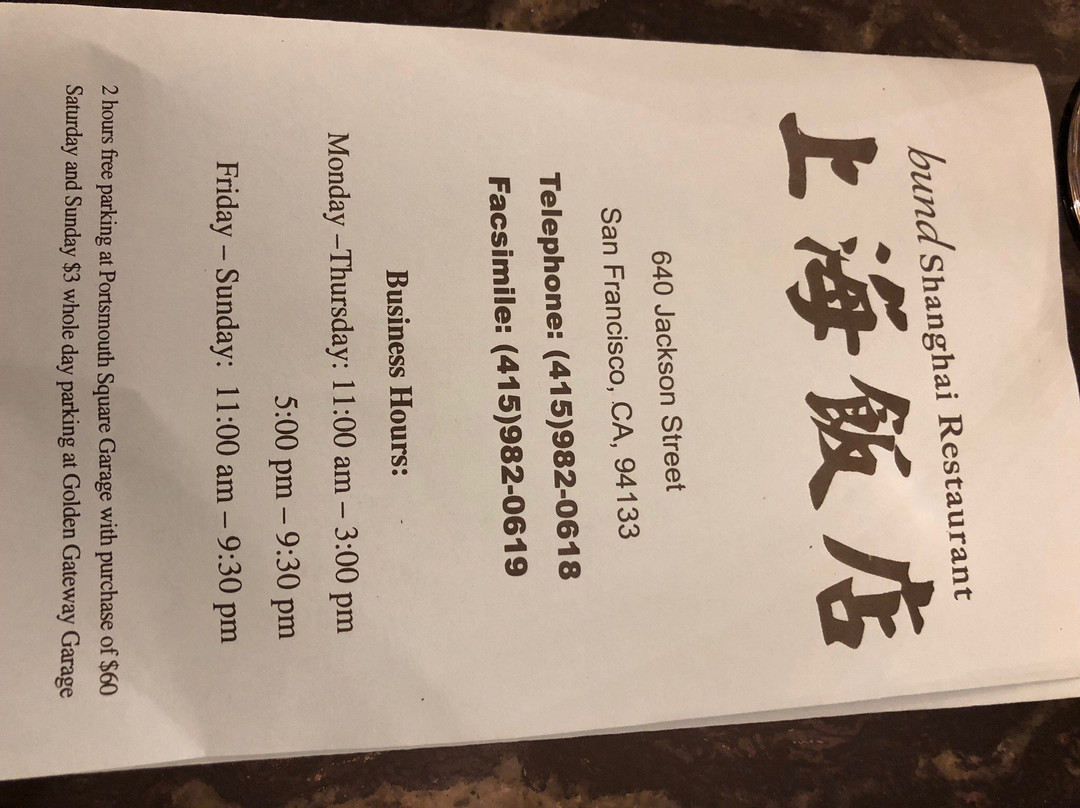 bund Shanghai Restaurant
上海飯店
640 Jackson Street
San Francisco, CA, 94133
Telephone: (415)982-0618
Facsimile: (415)982-0619
Business Hours:
Monday –Thursday: 11:00 am – 3:00 pm
5:00 pm – 9:30 pm
Friday – Sunday: 11:00 am – 9:30 pm
2 hours free parking at Portsmouth Square Garage with purchase of $60
Saturday and Sunday $3 whole day parking at Golden Gateway Garage